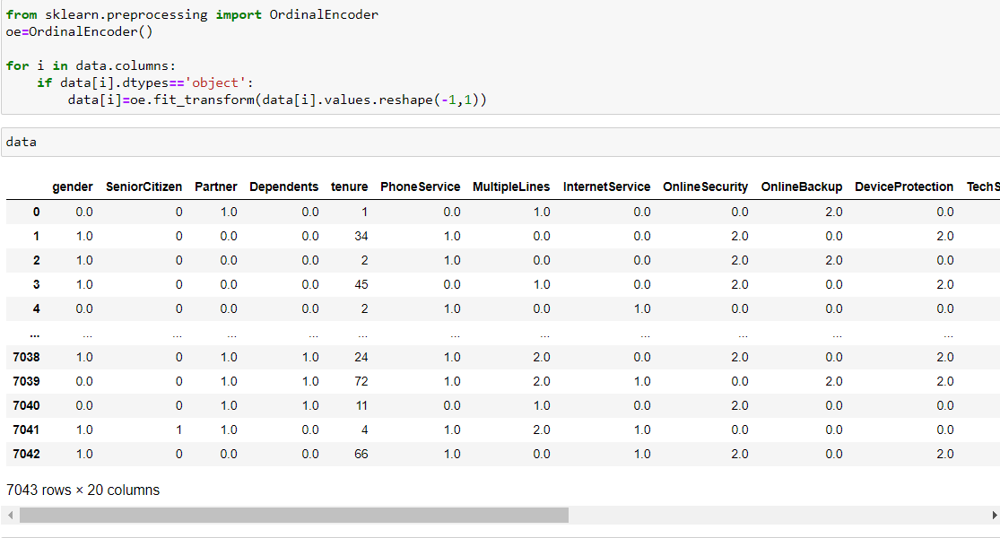 from sklearn.preprocessing import OrdinalEncoder
oe=OrdinalEncoder()
for i in data.columns:
    if data[i].dtypes=='object':
        data[i]=oe.fit_transform(data[i].values.reshape(-1,1))
data
gender SeniorCitizen Partner Dependents tenure PhoneService MultipleLines InternetService OnlineSecurity OnlineBackup DeviceProtection TechS
0 0.0 0 1.0 0.0 1 0.0 1.0 0.0 0.0 2.0 0.0
1 1.0 0 0.0 0.0 34 1.0 0.0 0.0 2.0 0.0 2.0
2 1.0 0 0.0 0.0 2 1.0 0.0 0.0 2.0 2.0 0.0
3 1.0 0 0.0 0.0 45 0.0 1.0 0.0 2.0 0.0 2.0
4 0.0 0 0.0 0.0 2 1.0 0.0 1.0 0.0 0.0 0.0
... ... ... ... ... ... ... ... ... ... ... ...
7038 1.0 0 1.0 1.0 24 1.0 2.0 0.0 2.0 0.0 2.0
7039 0.0 0 1.0 1.0 72 1.0 2.0 1.0 0.0 2.0 2.0
7040 0.0 0 1.0 1.0 11 0.0 1.0 0.0 2.0 0.0 0.0
7041 1.0 1 1.0 0.0 4 1.0 2.0 1.0 0.0 0.0 0.0
7042 1.0 0 0.0 0.0 66 1.0 0.0 1.0 2.0 0.0 2.0
7043 rows × 20 columns